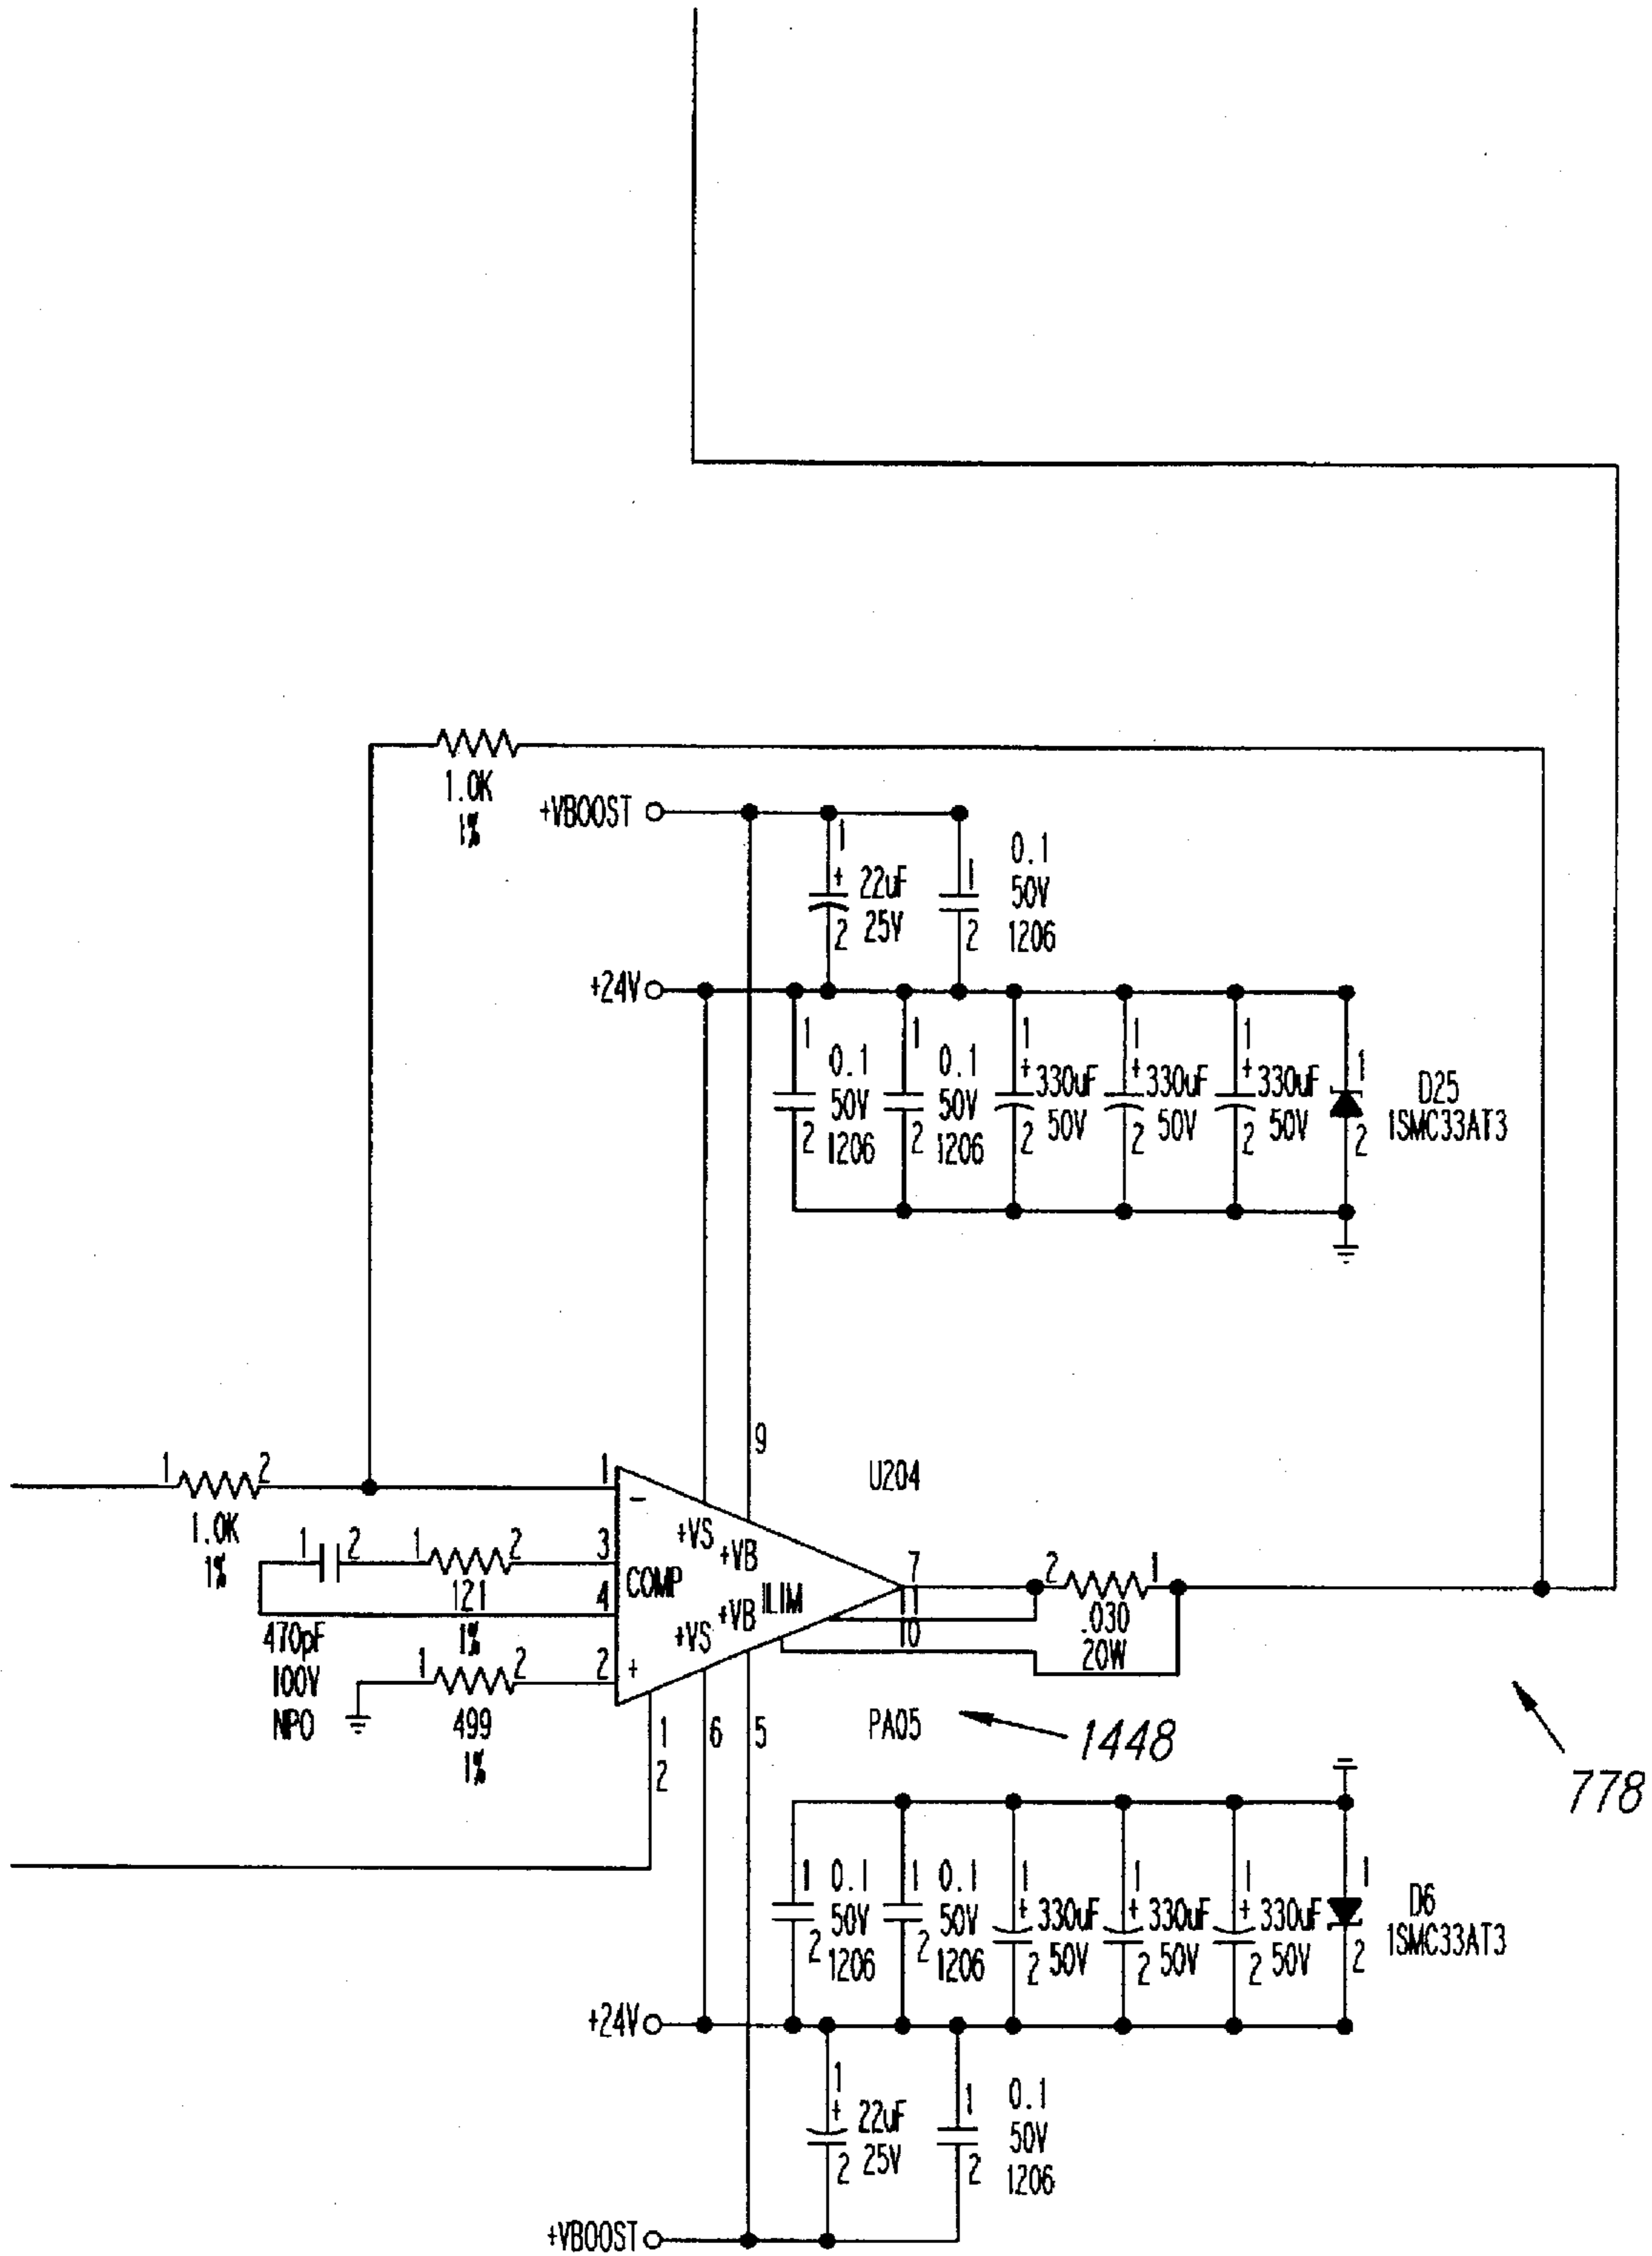 1.0K
1%
+VBOOST
1
+ 22uF
2 25V
1
2
0.1
50V
1206
+24V
1
0.1
50V
1206
2
1
0.1
50V
1206
2
1
+ 330uF
50V
2
1
+ 330uF
50V
2
1
+ 330uF
50V
2
1
2
D25
1SMC33AT3
9
U204
1 2
1.0K
1%
1
-
1 2
1 2
3
121
1%
COMP
4
470pF
100V
NPO
1 2
499
1%
2
+
+VS
+VB
ILIM
+VB
+VS
7
11
10
2 1
.030
20W
1
2
6
5
PA05
1448
778
1 0.1
50V
2 1206
1 0.1
50V
2 1206
1
+ 330uF
2 50V
1
+ 330uF
2 50V
1
+ 330uF
2 50V
1
2
D6
1SMC33AT3
+24V
1
+ 22uF
2 25V
1
2
0.1
50V
1206
+VBOOST